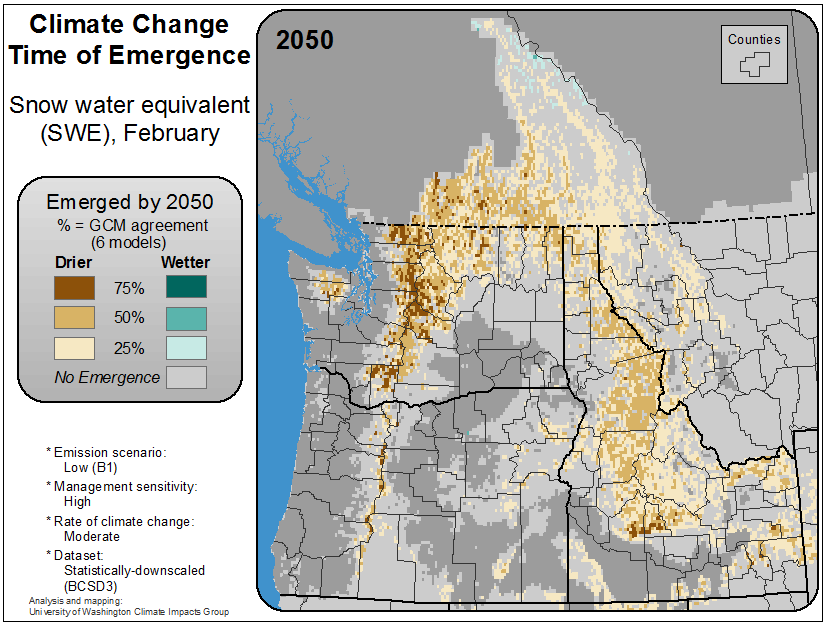 Climate Change
Time of Emergence
Snow water equivalent
(SWE), February
Emerged by 2050
% = GCM agreement
(6 models)
Drier Wetter
75%
50%
25%
No Emergence
* Emission scenario:
Low (B1)
* Management sensitivity:
High
* Rate of climate change:
Moderate
* Dataset:
Statistically-downscaled
(BCSD3)
Analysis and mapping:
University of Washington Climate Impacts Group
2050
Counties